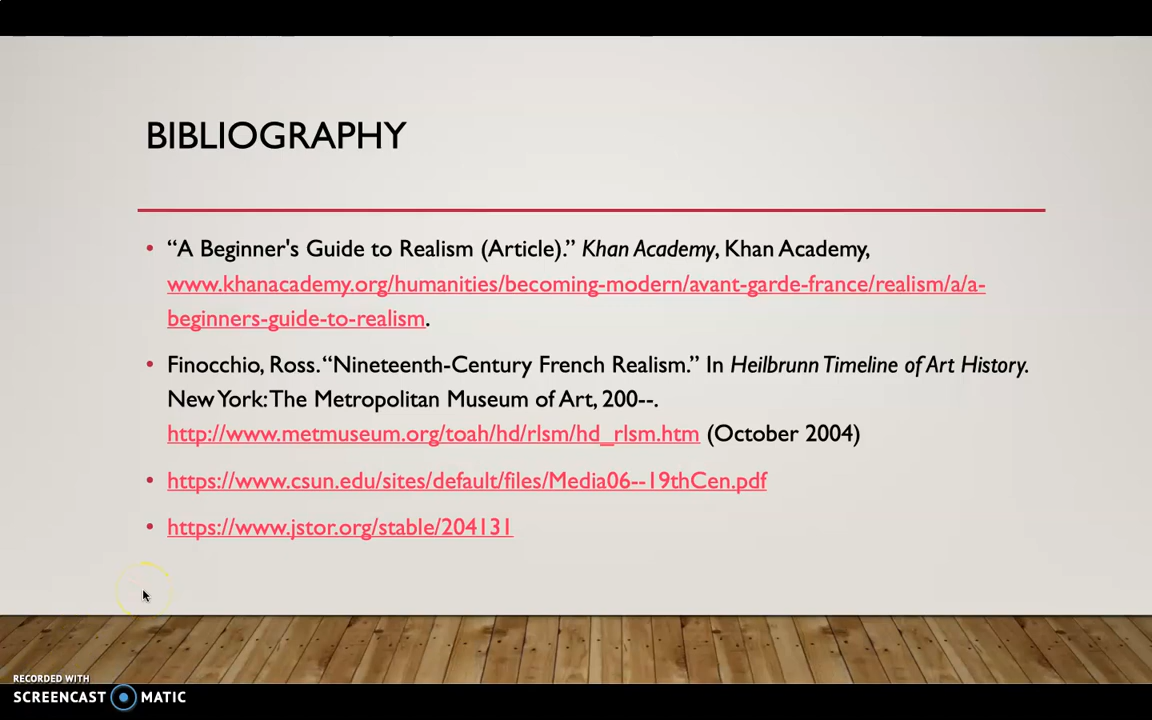 BIBLIOGRAPHY
• “A Beginner's Guide to Realism (Article).” Khan Academy, Khan Academy,
www.khanacademy.org/humanities/becoming-modern/avant-garde-france/realism/a/a-
beginners-guide-to-realism.
• Finocchio, Ross. “Nineteenth-Century French Realism.” In Heilbrunn Timeline of Art History.
New York: The Metropolitan Museum of Art, 200--.
http://www.metmuseum.org/toah/hd/rlsm/hd_rlsm.htm (October 2004)
• https://www.csun.edu/sites/default/files/Media06--19thCen.pdf
• https://www.jstor.org/stable/204131
RECORDED WITH
SCREENCAST MATIC